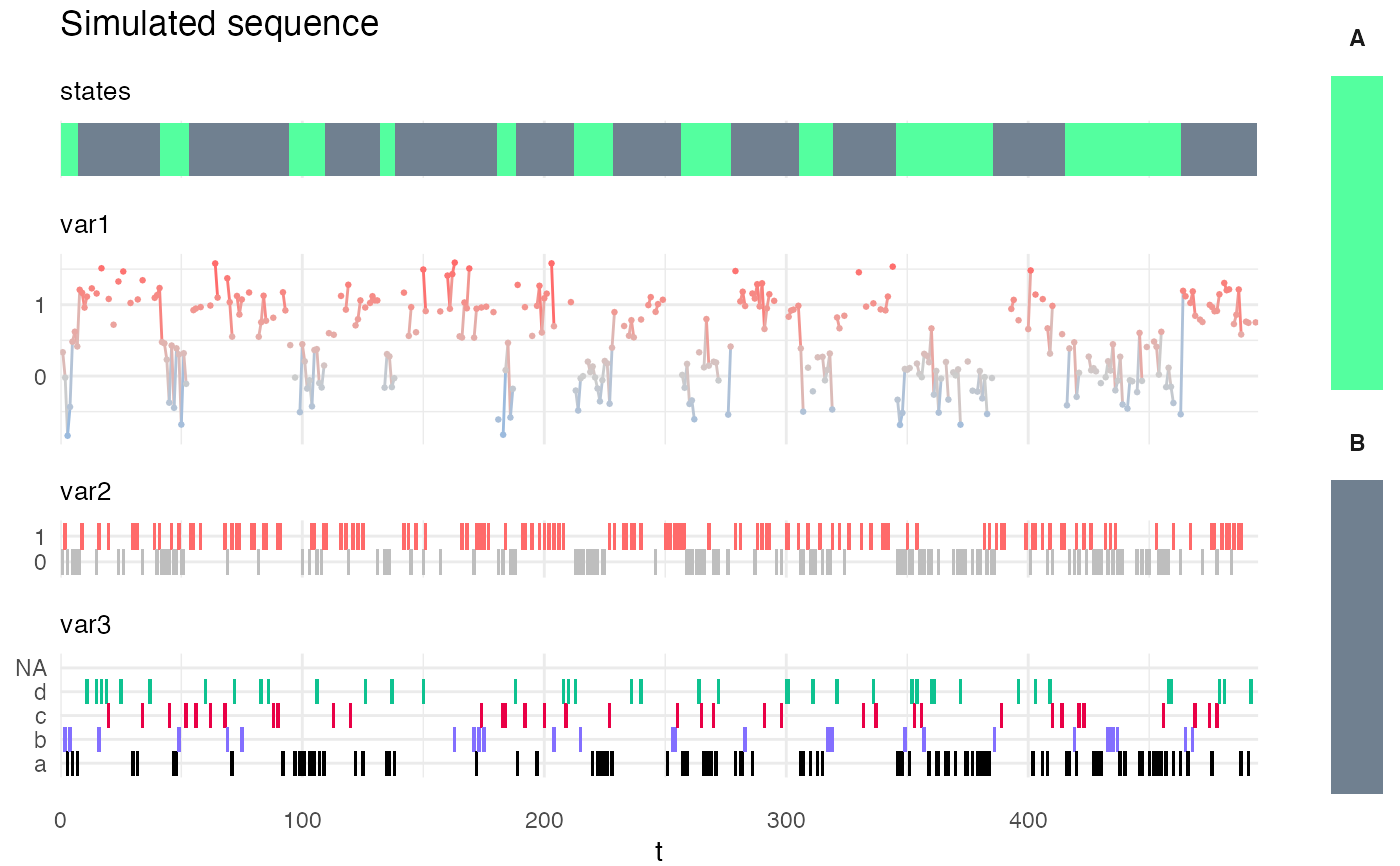 Simulated sequence
states
A
var1
1
0
B
var2
1
0
var3
NA
d
c
b
a
0 100 200 300 400
t